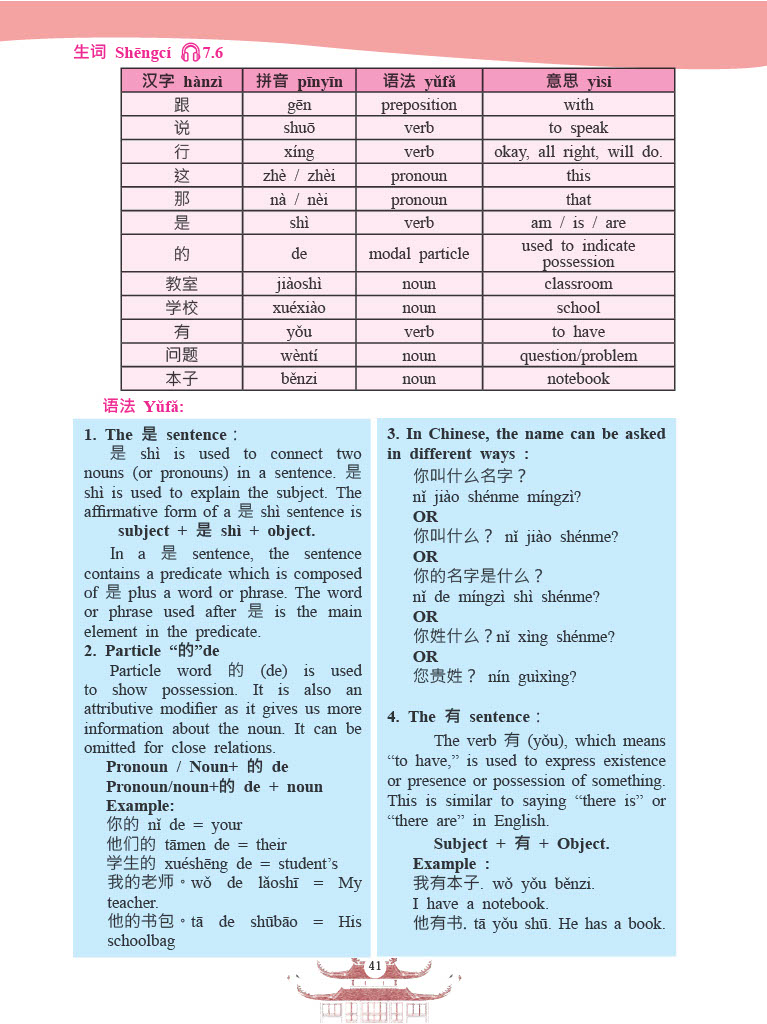 生词 Shēngcí 7.6
汉字 hànzì 拼音 pīnyīn 语法 yǔfǎ 意思 yìsi
跟 gēn preposition with
说 shuō verb to speak
行 xíng verb okay, all right, will do.
这 zhè / zhèi pronoun this
那 nà / nèi pronoun that
是 shì verb am / is / are
的 de modal particle used to indicate
possession
教室 jiàoshì noun classroom
学校 xuéxiào noun school
有 yǒu verb to have
问题 wèntí noun question/problem
本子 běnzi noun notebook
语法 Yǔfǎ:
1. The 是 sentence :
是 shì is used to connect two
nouns (or pronouns) in a sentence. 是
shì is used to explain the subject. The
affirmative form of a 是 shì sentence is
subject + 是 shì + object.
In a 是 sentence, the sentence
contains a predicate which is composed
of 是 plus a word or phrase. The word
or phrase used after 是 is the main
element in the predicate.
2. Particle “的”de
Particle word 的 (de) is used
to show possession. It is also an
attributive modifier as it gives us more
information about the noun. It can be
omitted for close relations.
Pronoun / Noun+ 的 de
Pronoun/noun+的 de + noun
Example:
你的 nǐ de = your
他们的 tāmen de = their
学生的 xuéshēng de = student’s
我的老师。wǒ de lǎoshī = My
teacher.
他的书包。tā de shūbāo = His
schoolbag
3. In Chinese, the name can be asked
in different ways :
你叫什么名字？
nǐ jiào shénme míngzì?
OR
你叫什么？ nǐ jiào shénme?
OR
你的名字是什么？
nǐ de míngzì shì shénme?
OR
你姓什么？nǐ xìng shénme?
OR
您贵姓？ nín guìxìng?
4. The 有 sentence :
The verb 有 (yǒu), which means
“to have,” is used to express existence
or presence or possession of something.
This is similar to saying “there is” or
“there are” in English.
Subject + 有 + Object.
Example :
我有本子. wǒ yǒu běnzi.
I have a notebook.
他有书. tā yǒu shū. He has a book.
41